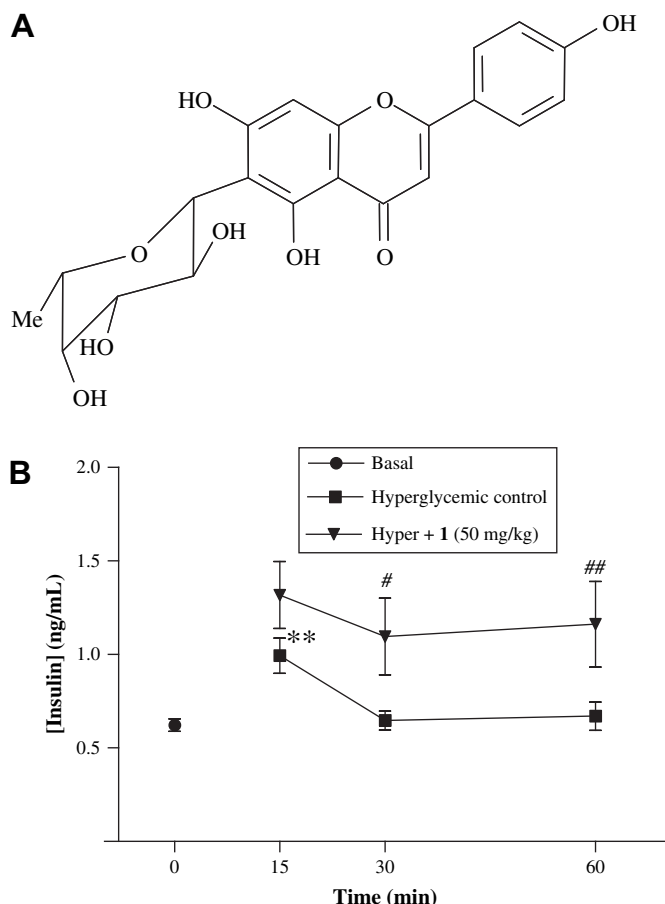 A
OH
HO
O
O
OH
OH
O
Me
HO
OH
B
Basal
Hyperglycemic control
Hyper + 1 (50 mg/kg)
[Insulin] (ng/mL)
2.0
1.5
1.0
0.5
#
##
**
0
15
30
60
Time (min)